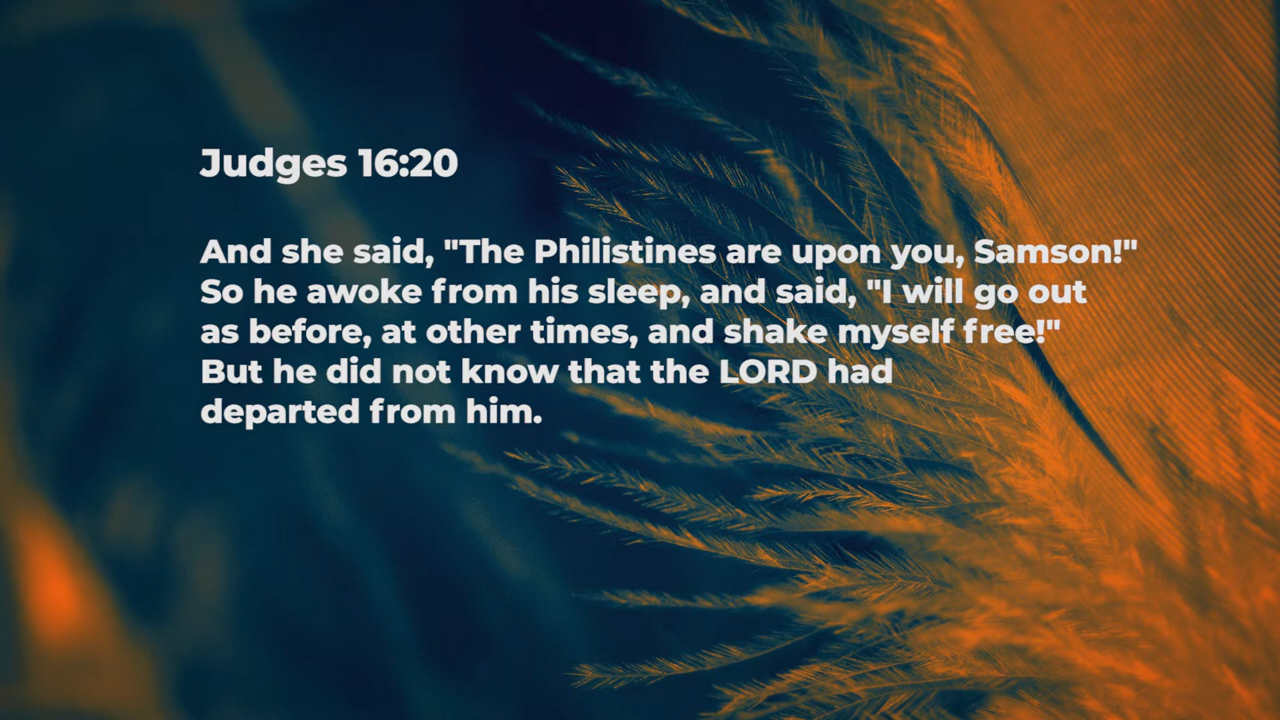 Judges 16:20
And she said, "The Philistines are upon you, Samson!"
So he awoke from his sleep, and said, "I will go out
as before, at other times, and shake myself free!"
But he did not know that the LORD had
departed from him.